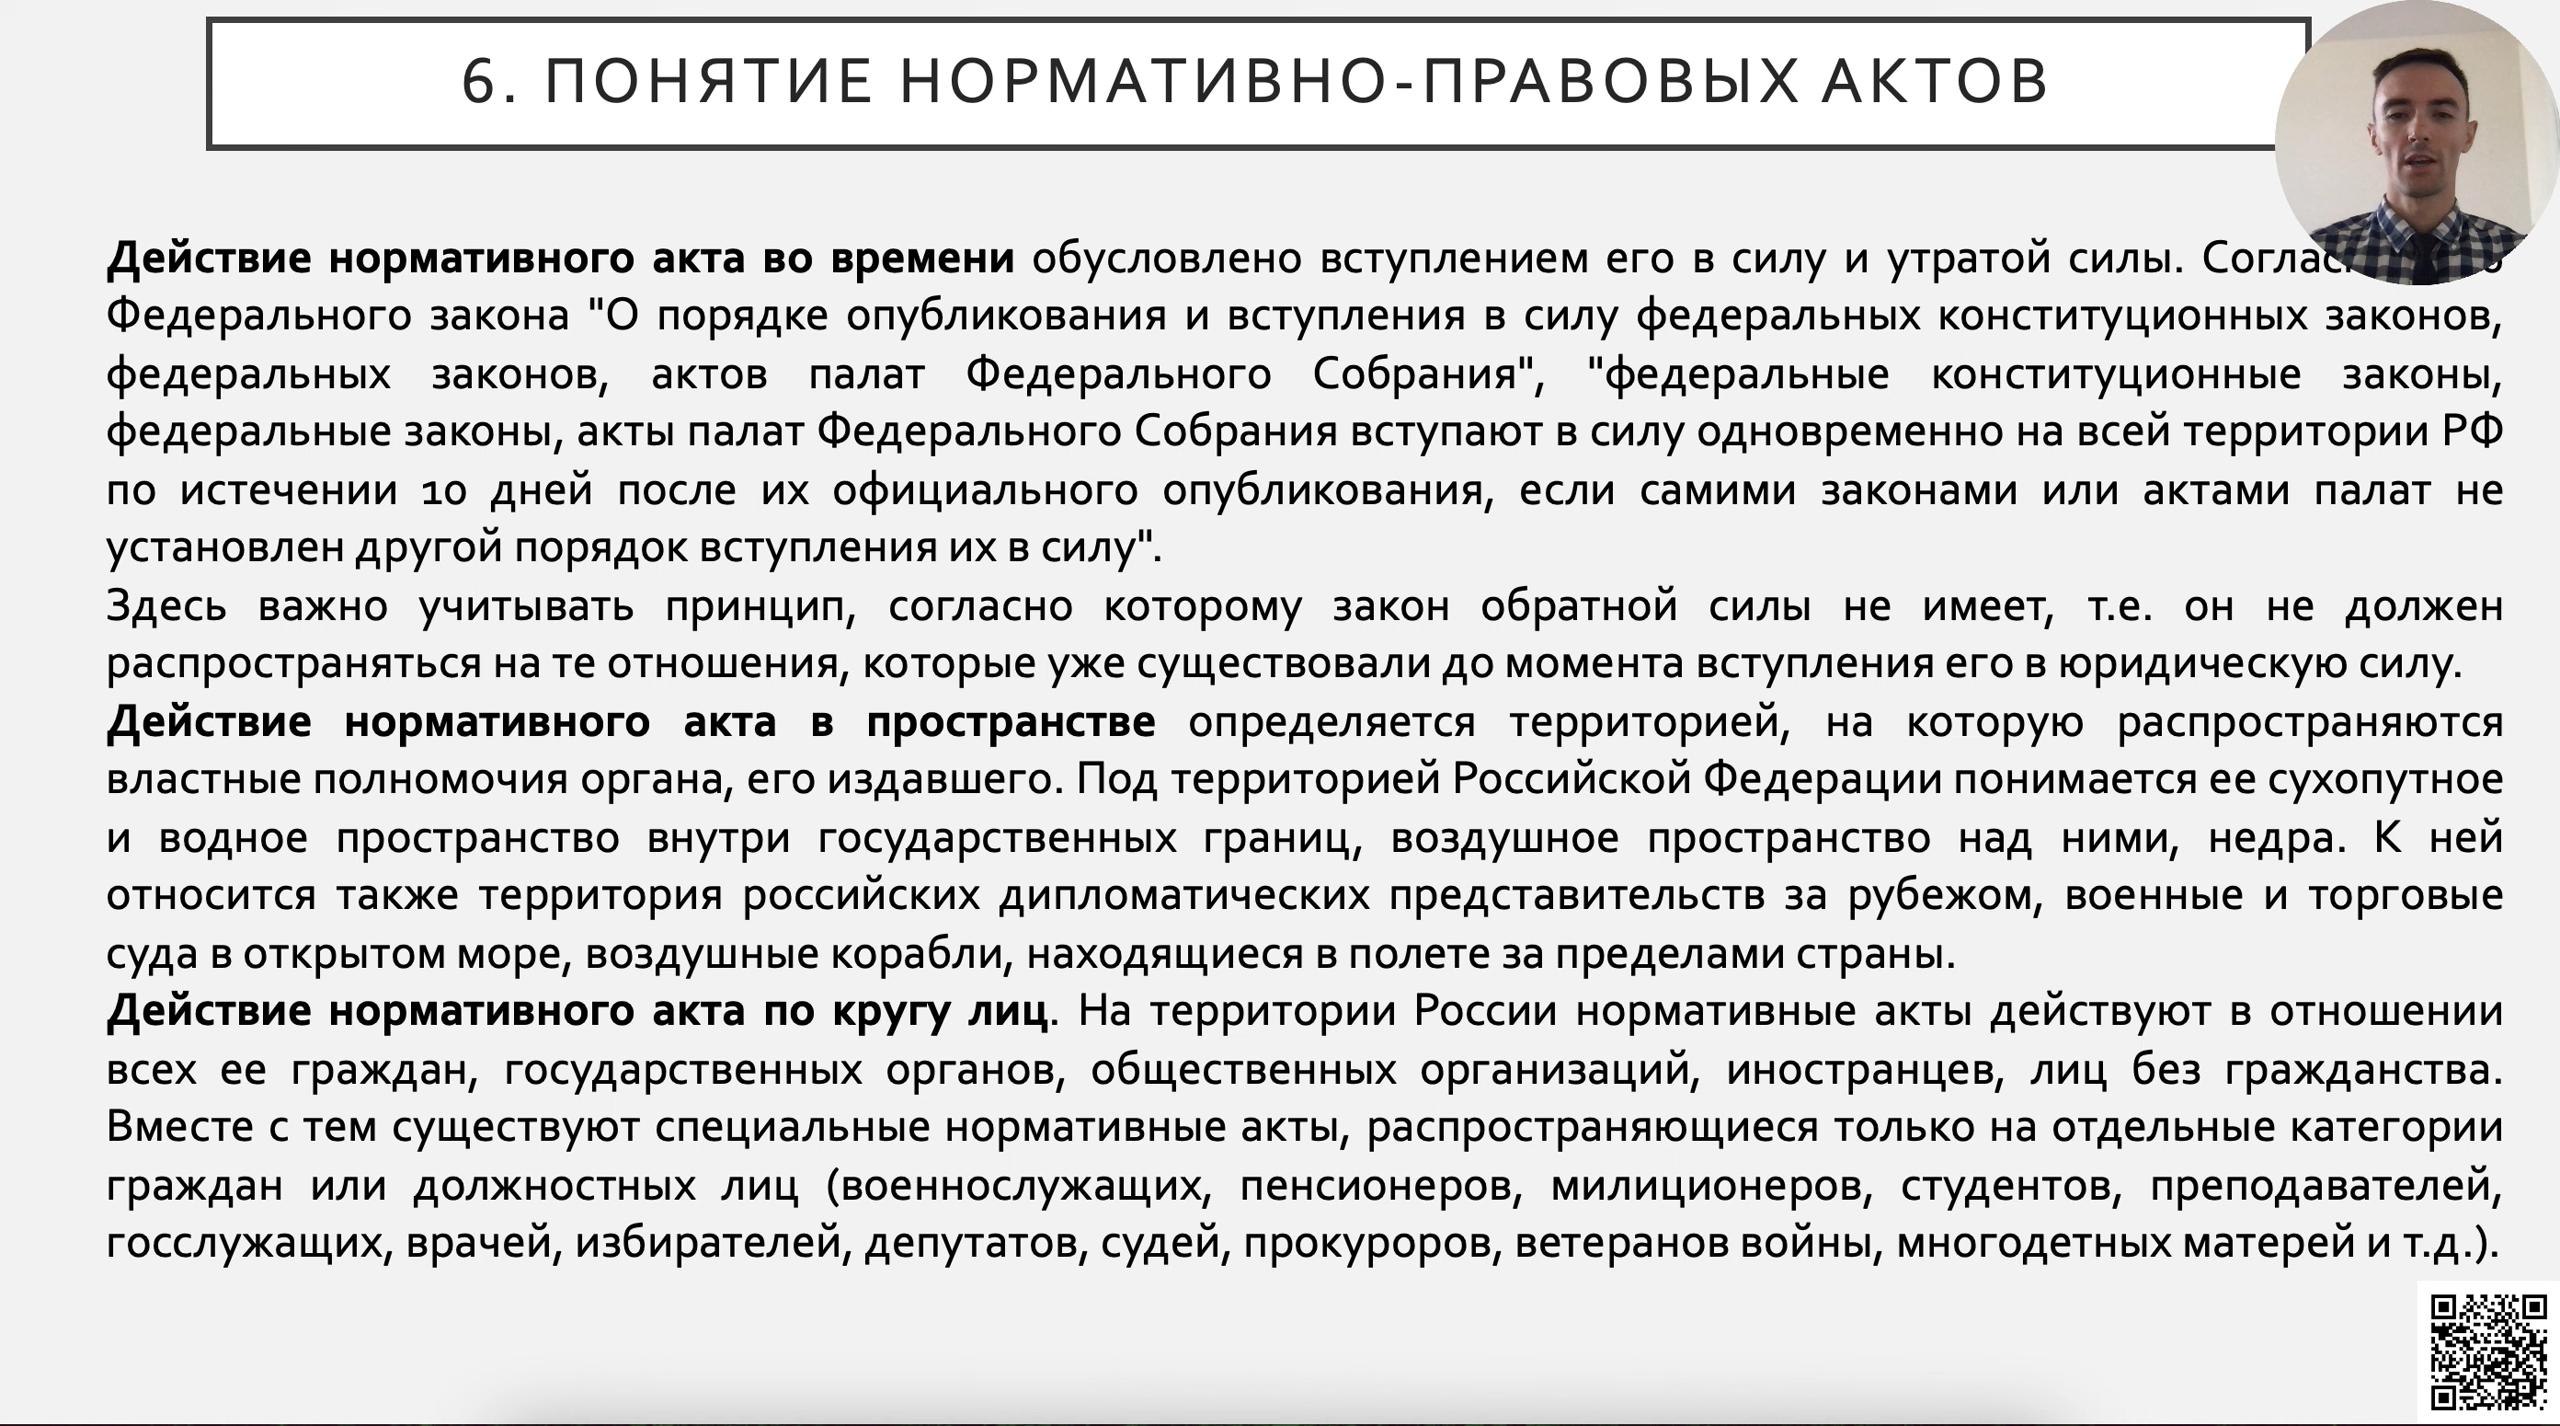 6. ПОНЯТИЕ НОРМАТИВНО-ПРАВОВЫХ АКТОВ
Действие нормативного акта во времени обусловлено вступлением его в силу и утратой силы.
Федерального закона "О порядке опубликования и вступления в силу федеральных конституционных законов,
федеральных законов, актов палат Федерального Собрания", "федеральные конституционные законы,
федеральные законы, акты палат Федерального Собрания вступают в силу одновременно на всей территории РФ
по истечении 10 дней после их официального опубликования, если самими законами или актами палат не
установлен другой порядок вступления их в силу".
Здесь важно учитывать принцип, согласно которому закон обратной силы не имеет, т.е. он не должен
распространяться на те отношения, которые уже существовали до момента вступления его в юридическую силу.
Действие нормативного акта в пространстве определяется территорией, на которую распространяются
властные полномочия органа, его издавшего. Под территорией Российской Федерации понимается ее сухопутное
и водное пространство внутри государственных границ, воздушное пространство над ними, недра. К ней
относится также территория российских дипломатических представительств за рубежом, военные и торговые
суда в открытом море, воздушные корабли, находящиеся в полете за пределами страны.
Действие нормативного акта по кругу лиц. На территории России нормативные акты действуют в отношении
всех ее граждан, государственных органов, общественных организаций, иностранцев, лиц без гражданства.
Вместе с тем существуют специальные нормативные акты, распространяющиеся только на отдельные категории
граждан или должностных лиц (военнослужащих, пенсионеров, милиционеров, студентов, преподавателей,
госслужащих, врачей, избирателей, депутатов, судей, прокуроров, ветеранов войны, многодетных матерей и т.д.).